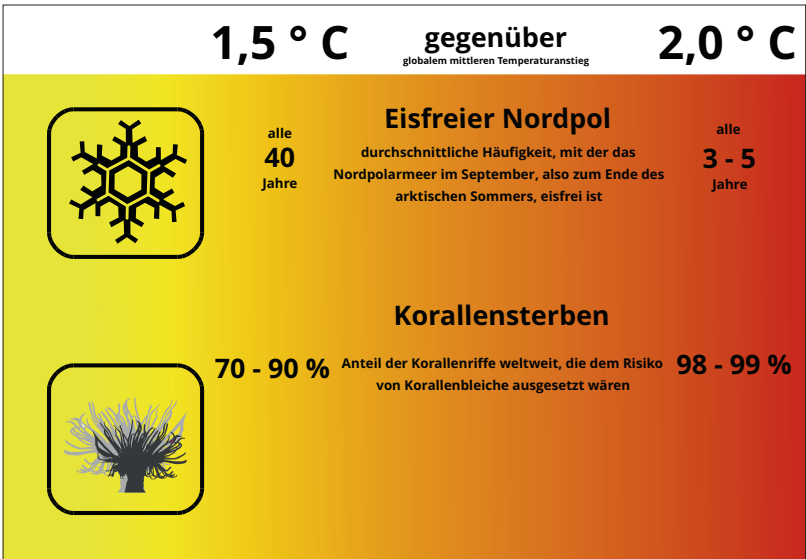 1,5 ° C
gegenüber
globalem mittleren Temperaturanstieg
2,0 ° C
Eisfreier Nordpol
alle
40
Jahre
durchschnittliche Häufigkeit, mit der das
Nordpolarmeer im September, also zum Ende des
arktischen Sommers, eisfrei ist
alle
3 - 5
Jahre
Korallensterben
70 - 90 %
Anteil der Korallenriffe weltweit, die dem Risiko
von Korallenbleiche ausgesetzt wären
98 - 99 %